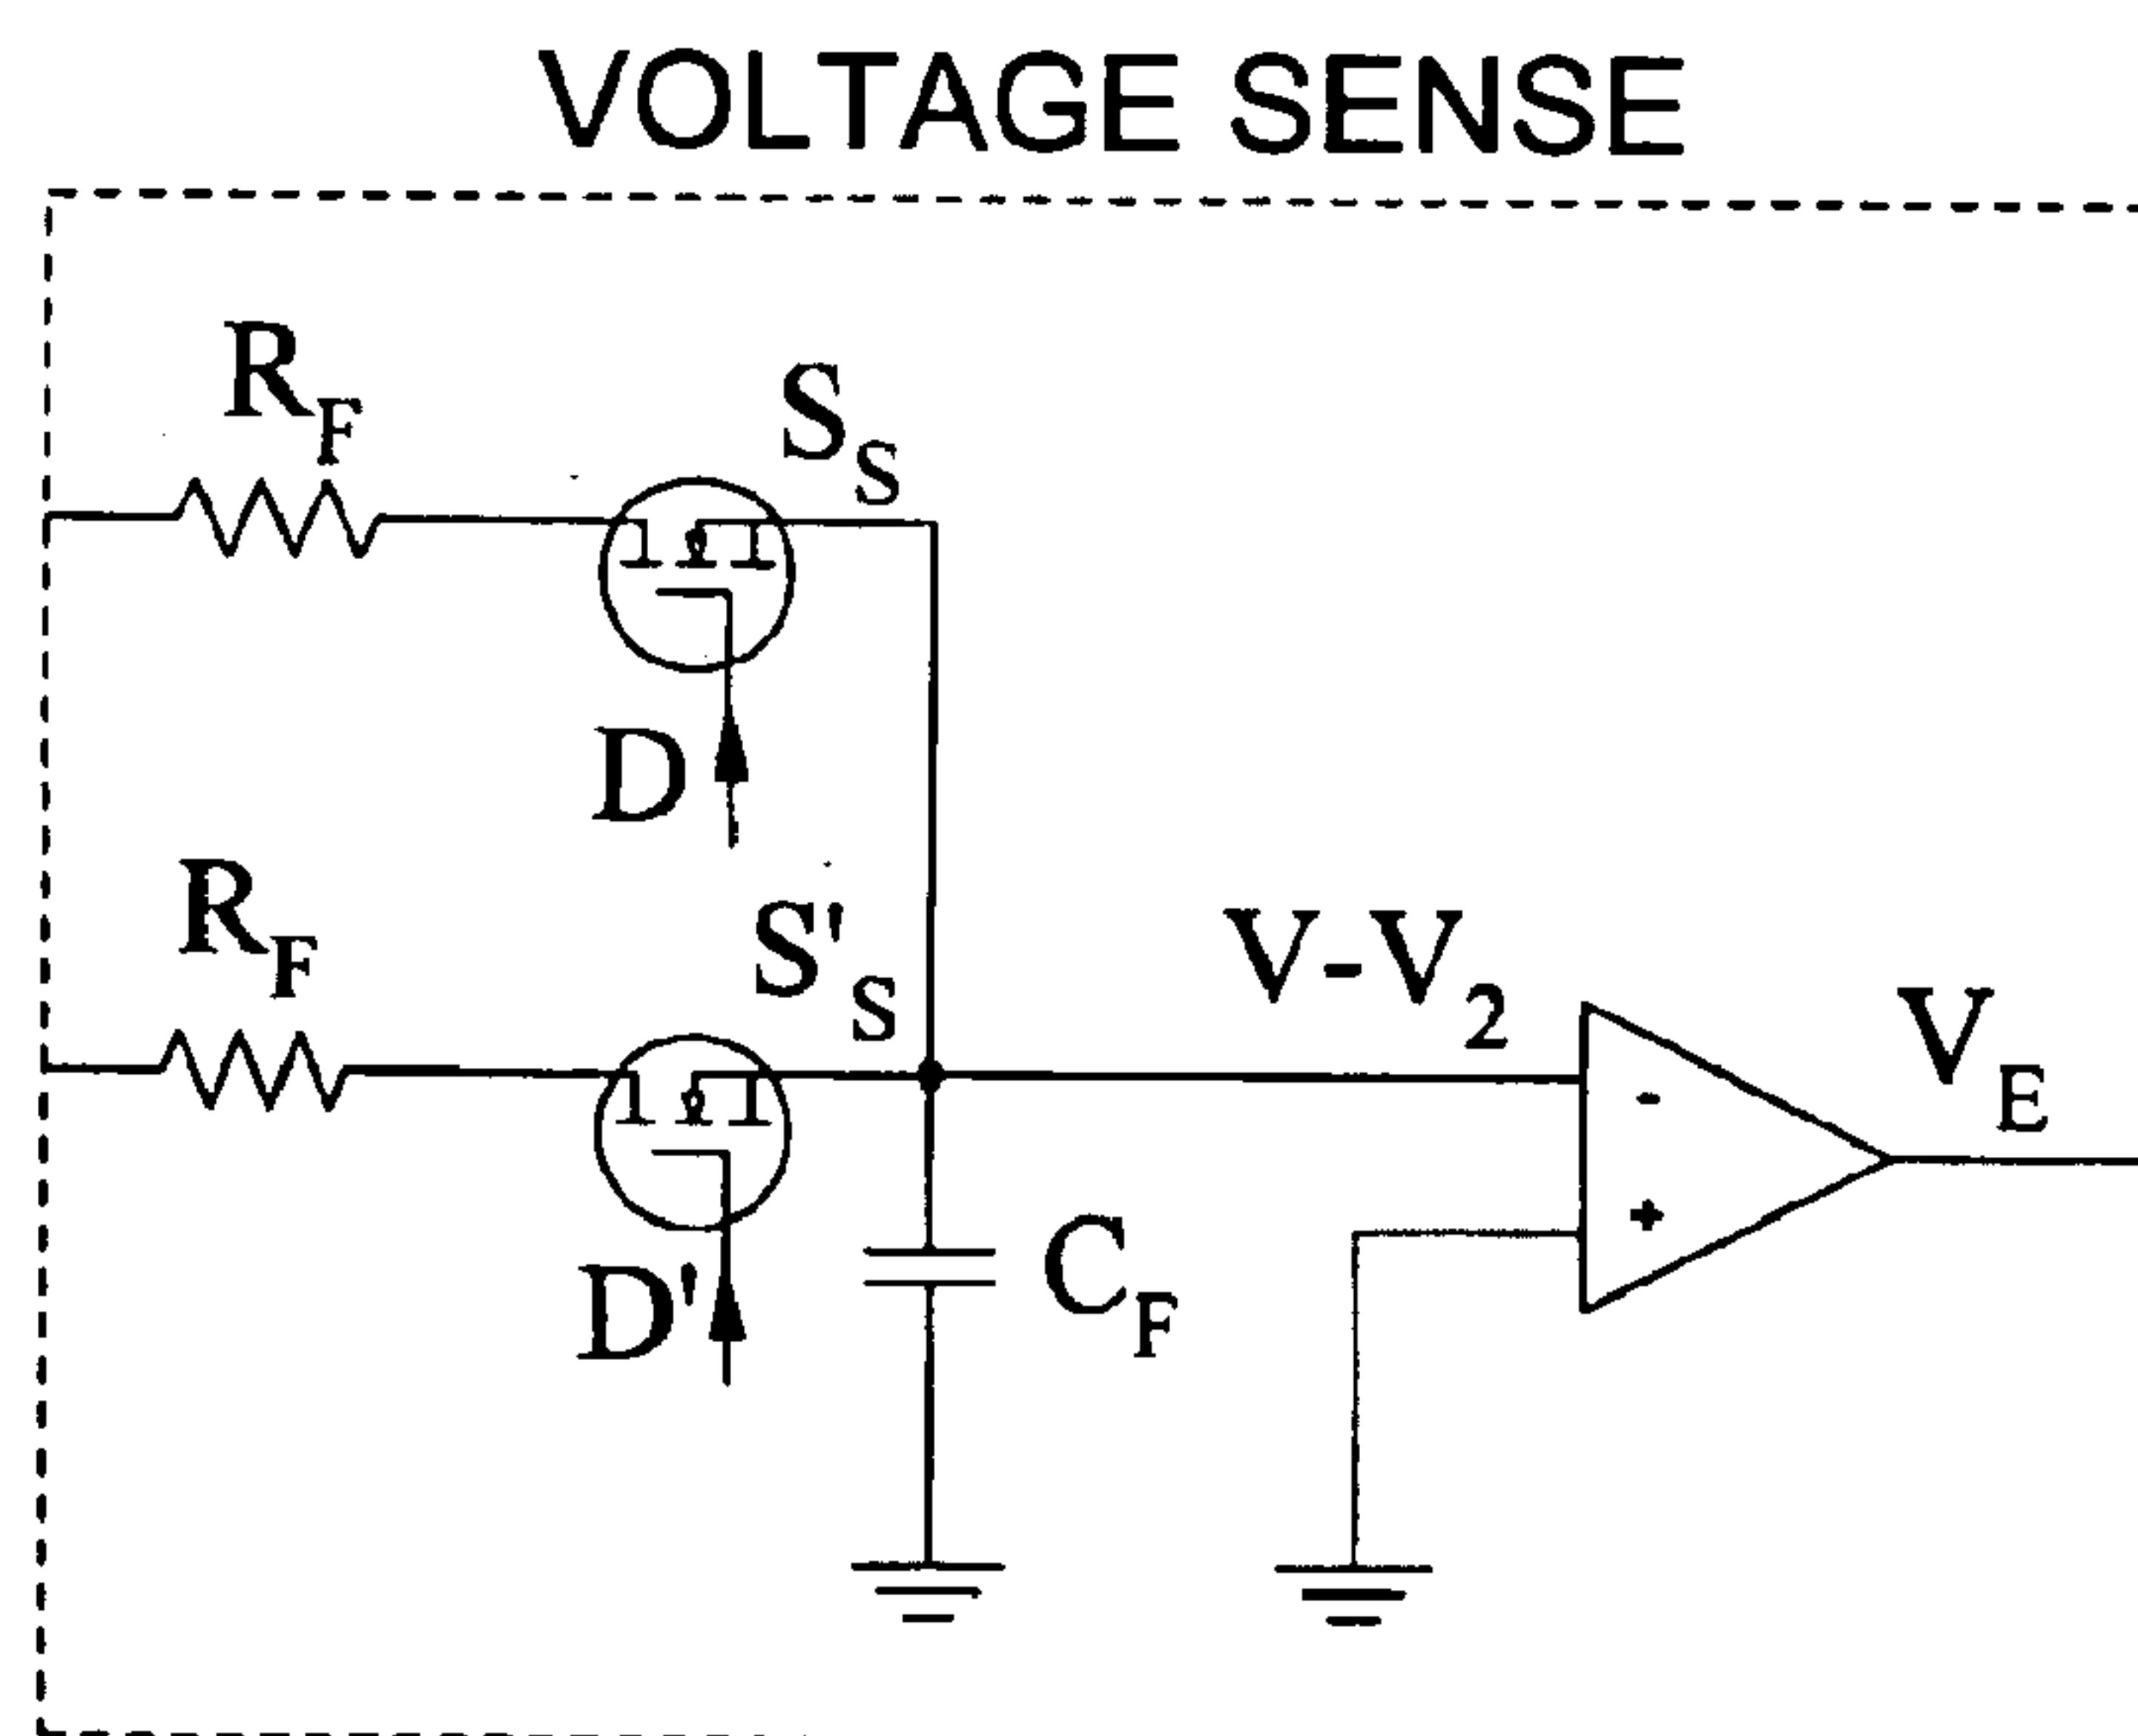 VOLTAGE SENSE
R_F
S_S
D
R_F
S'_S
V-V_2
V_E
-
+
D'
C_F